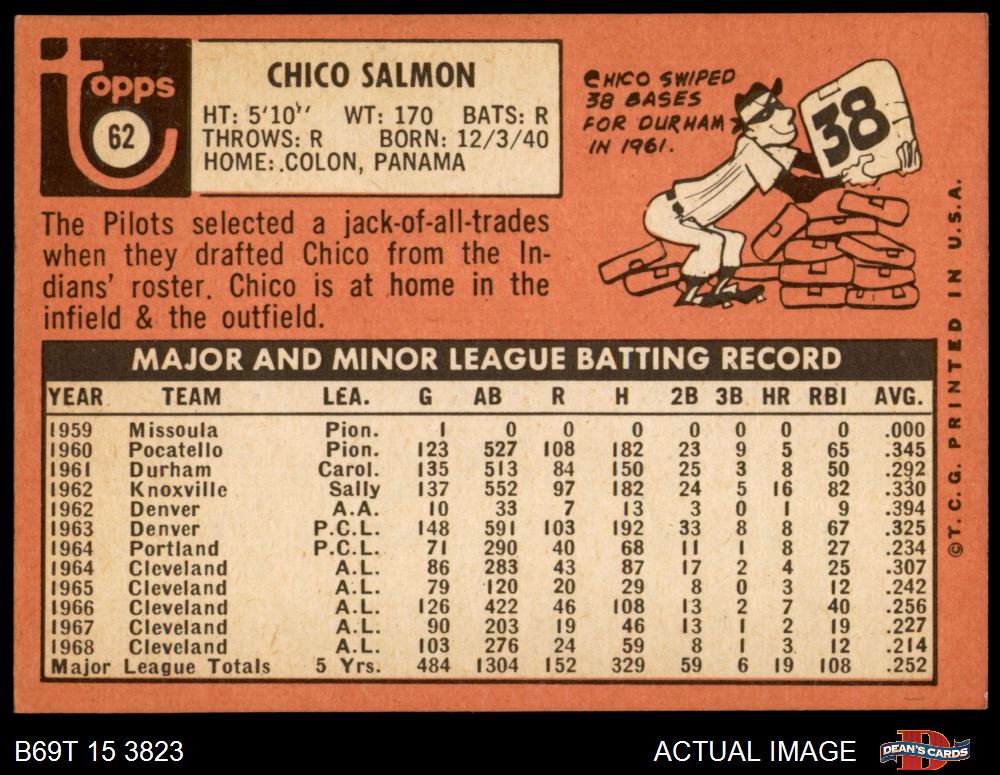 Topps
62
CHICO SALMON
HT: 5'10" WT: 170 BATS: R
THROWS: R BORN: 12/3/40
HOME: COLON, PANAMA
CHICO SWIPED
38 BASES
FOR DURHAM
IN 1961.
38
The Pilots selected a jack-of-all-trades
when they drafted Chico from the In-
dians' roster. Chico is at home in the
infield & the outfield.
MAJOR AND MINOR LEAGUE BATTING RECORD
YEAR TEAM LEA. G AB R H 2B 3B HR RBI AVG.
1959 Missoula Pion. 1 0 0 0 0 0 0 0 .000
1960 Pocatello Pion. 123 527 108 182 23 9 5 65 .345
1961 Durham Carol. 135 513 84 150 25 3 8 50 .292
1962 Knoxville Sally 137 552 97 182 24 5 16 82 .330
1962 Denver A.A. 10 33 7 13 3 0 1 9 .394
1963 Denver P.C.L. 148 591 103 192 33 8 8 67 .325
1964 Portland P.C.L. 71 290 40 68 11 1 8 27 .234
1964 Cleveland A.L. 86 283 43 87 17 2 4 25 .307
1965 Cleveland A.L. 79 120 20 29 8 0 3 12 .242
1966 Cleveland A.L. 126 422 46 108 13 2 7 40 .256
1967 Cleveland A.L. 90 203 19 46 13 1 2 19 .227
1968 Cleveland A.L. 103 276 24 59 8 1 3 12 .214
Major League Totals 5 Yrs. 484 1304 152 329 59 6 19 108 .252
© T. C. G. PRINTED IN U.S.A.
B69T 15 3823
ACTUAL IMAGE
DEAN'S CARDS